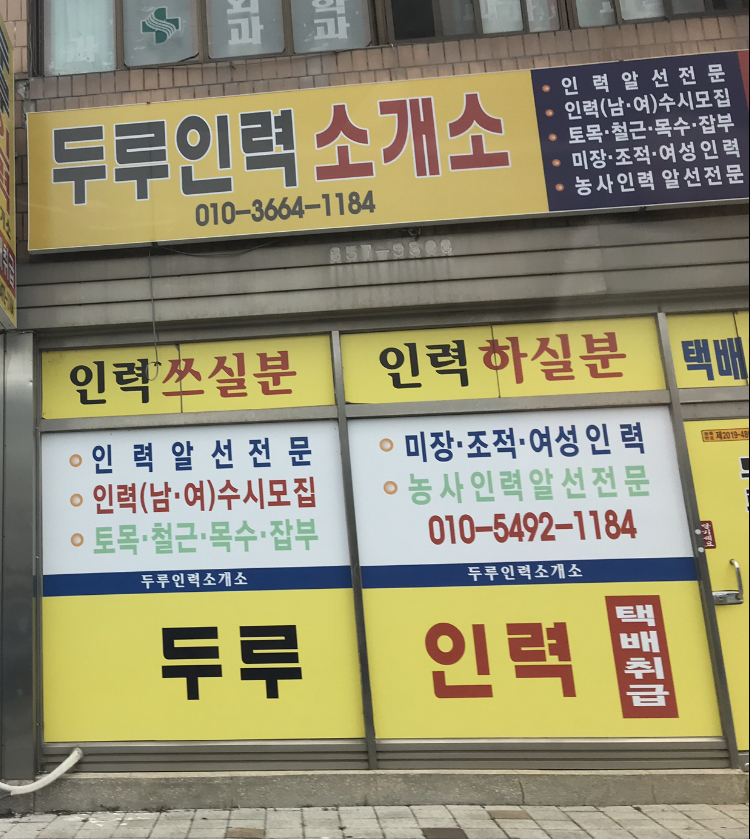 외과
학과
두루인력 소개소
010-3664-1184
인력알선전문
인력(남·여)수시모집
토목·철근·목수·잡부
미장·조적·여성인력
농사인력 알선전문
인력 쓰실분
인력 하실분
택배
인력알선전문
인력(남·여)수시모집
토목·철근·목수·잡부
두루인력소개소
두루
미장·조적·여성인력
농사인력알선전문
010-5492-1184
두루인력소개소
인력
택배취급
당기세요